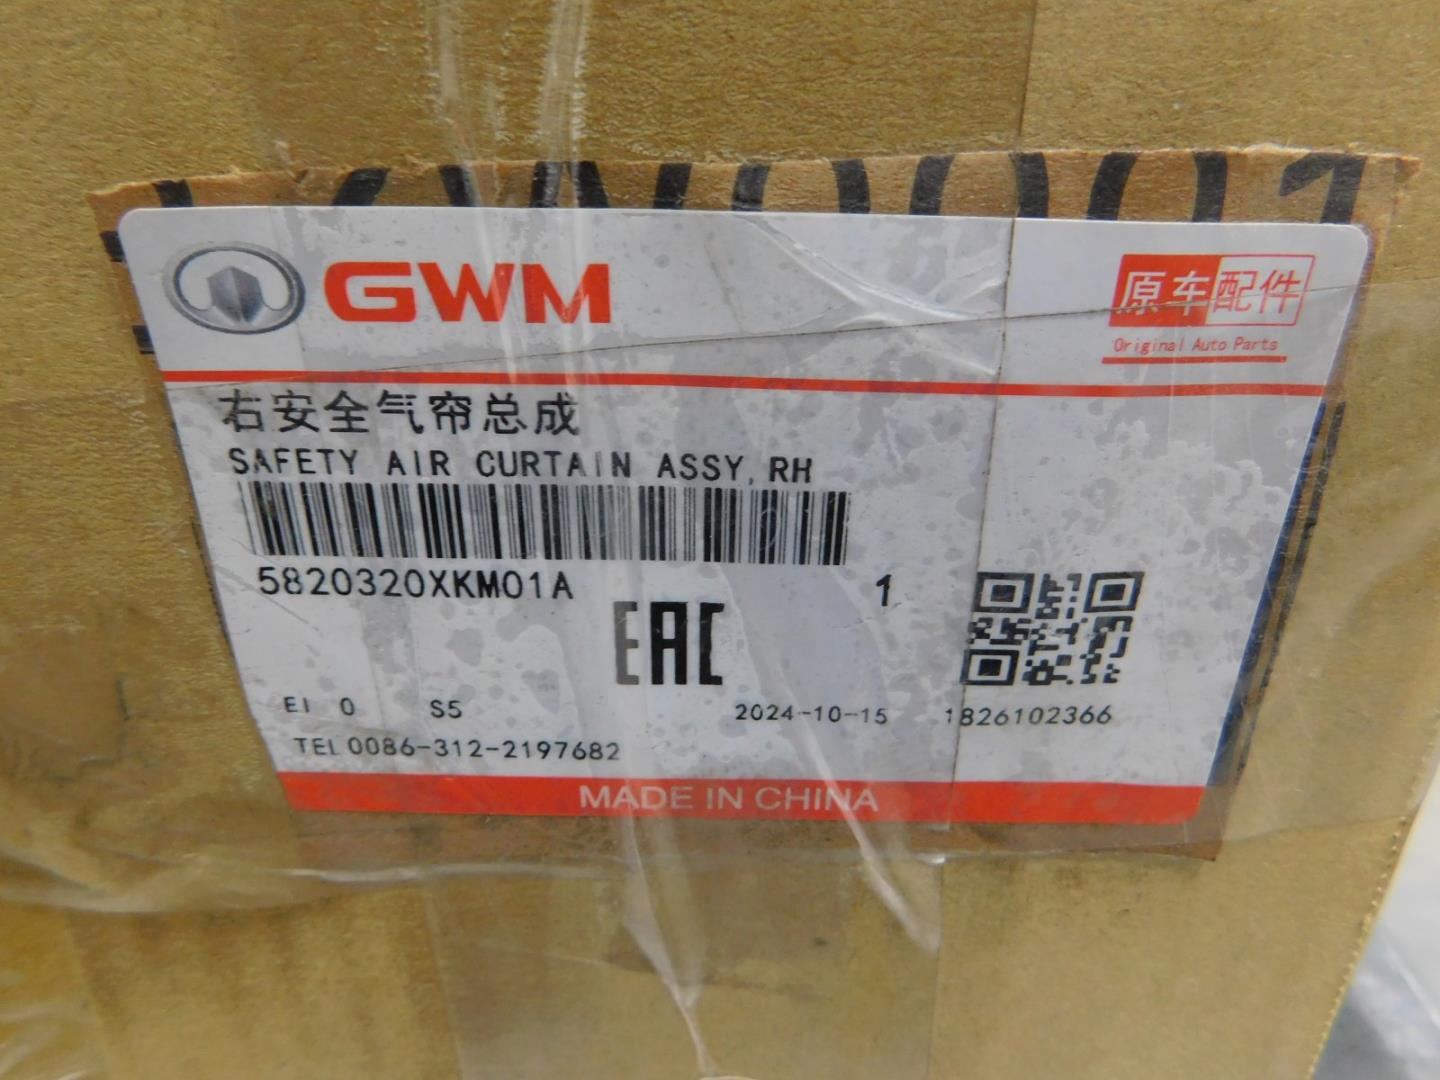 GWM
原车配件
Original Auto Parts
右安全气帘总成
SAFETY AIR CURTAIN ASSY,RH
5820320XKM01A 1
EAC
EI 0 S5 2024-10-15 1826102366
TEL 0086-312-2197682
MADE IN CHINA